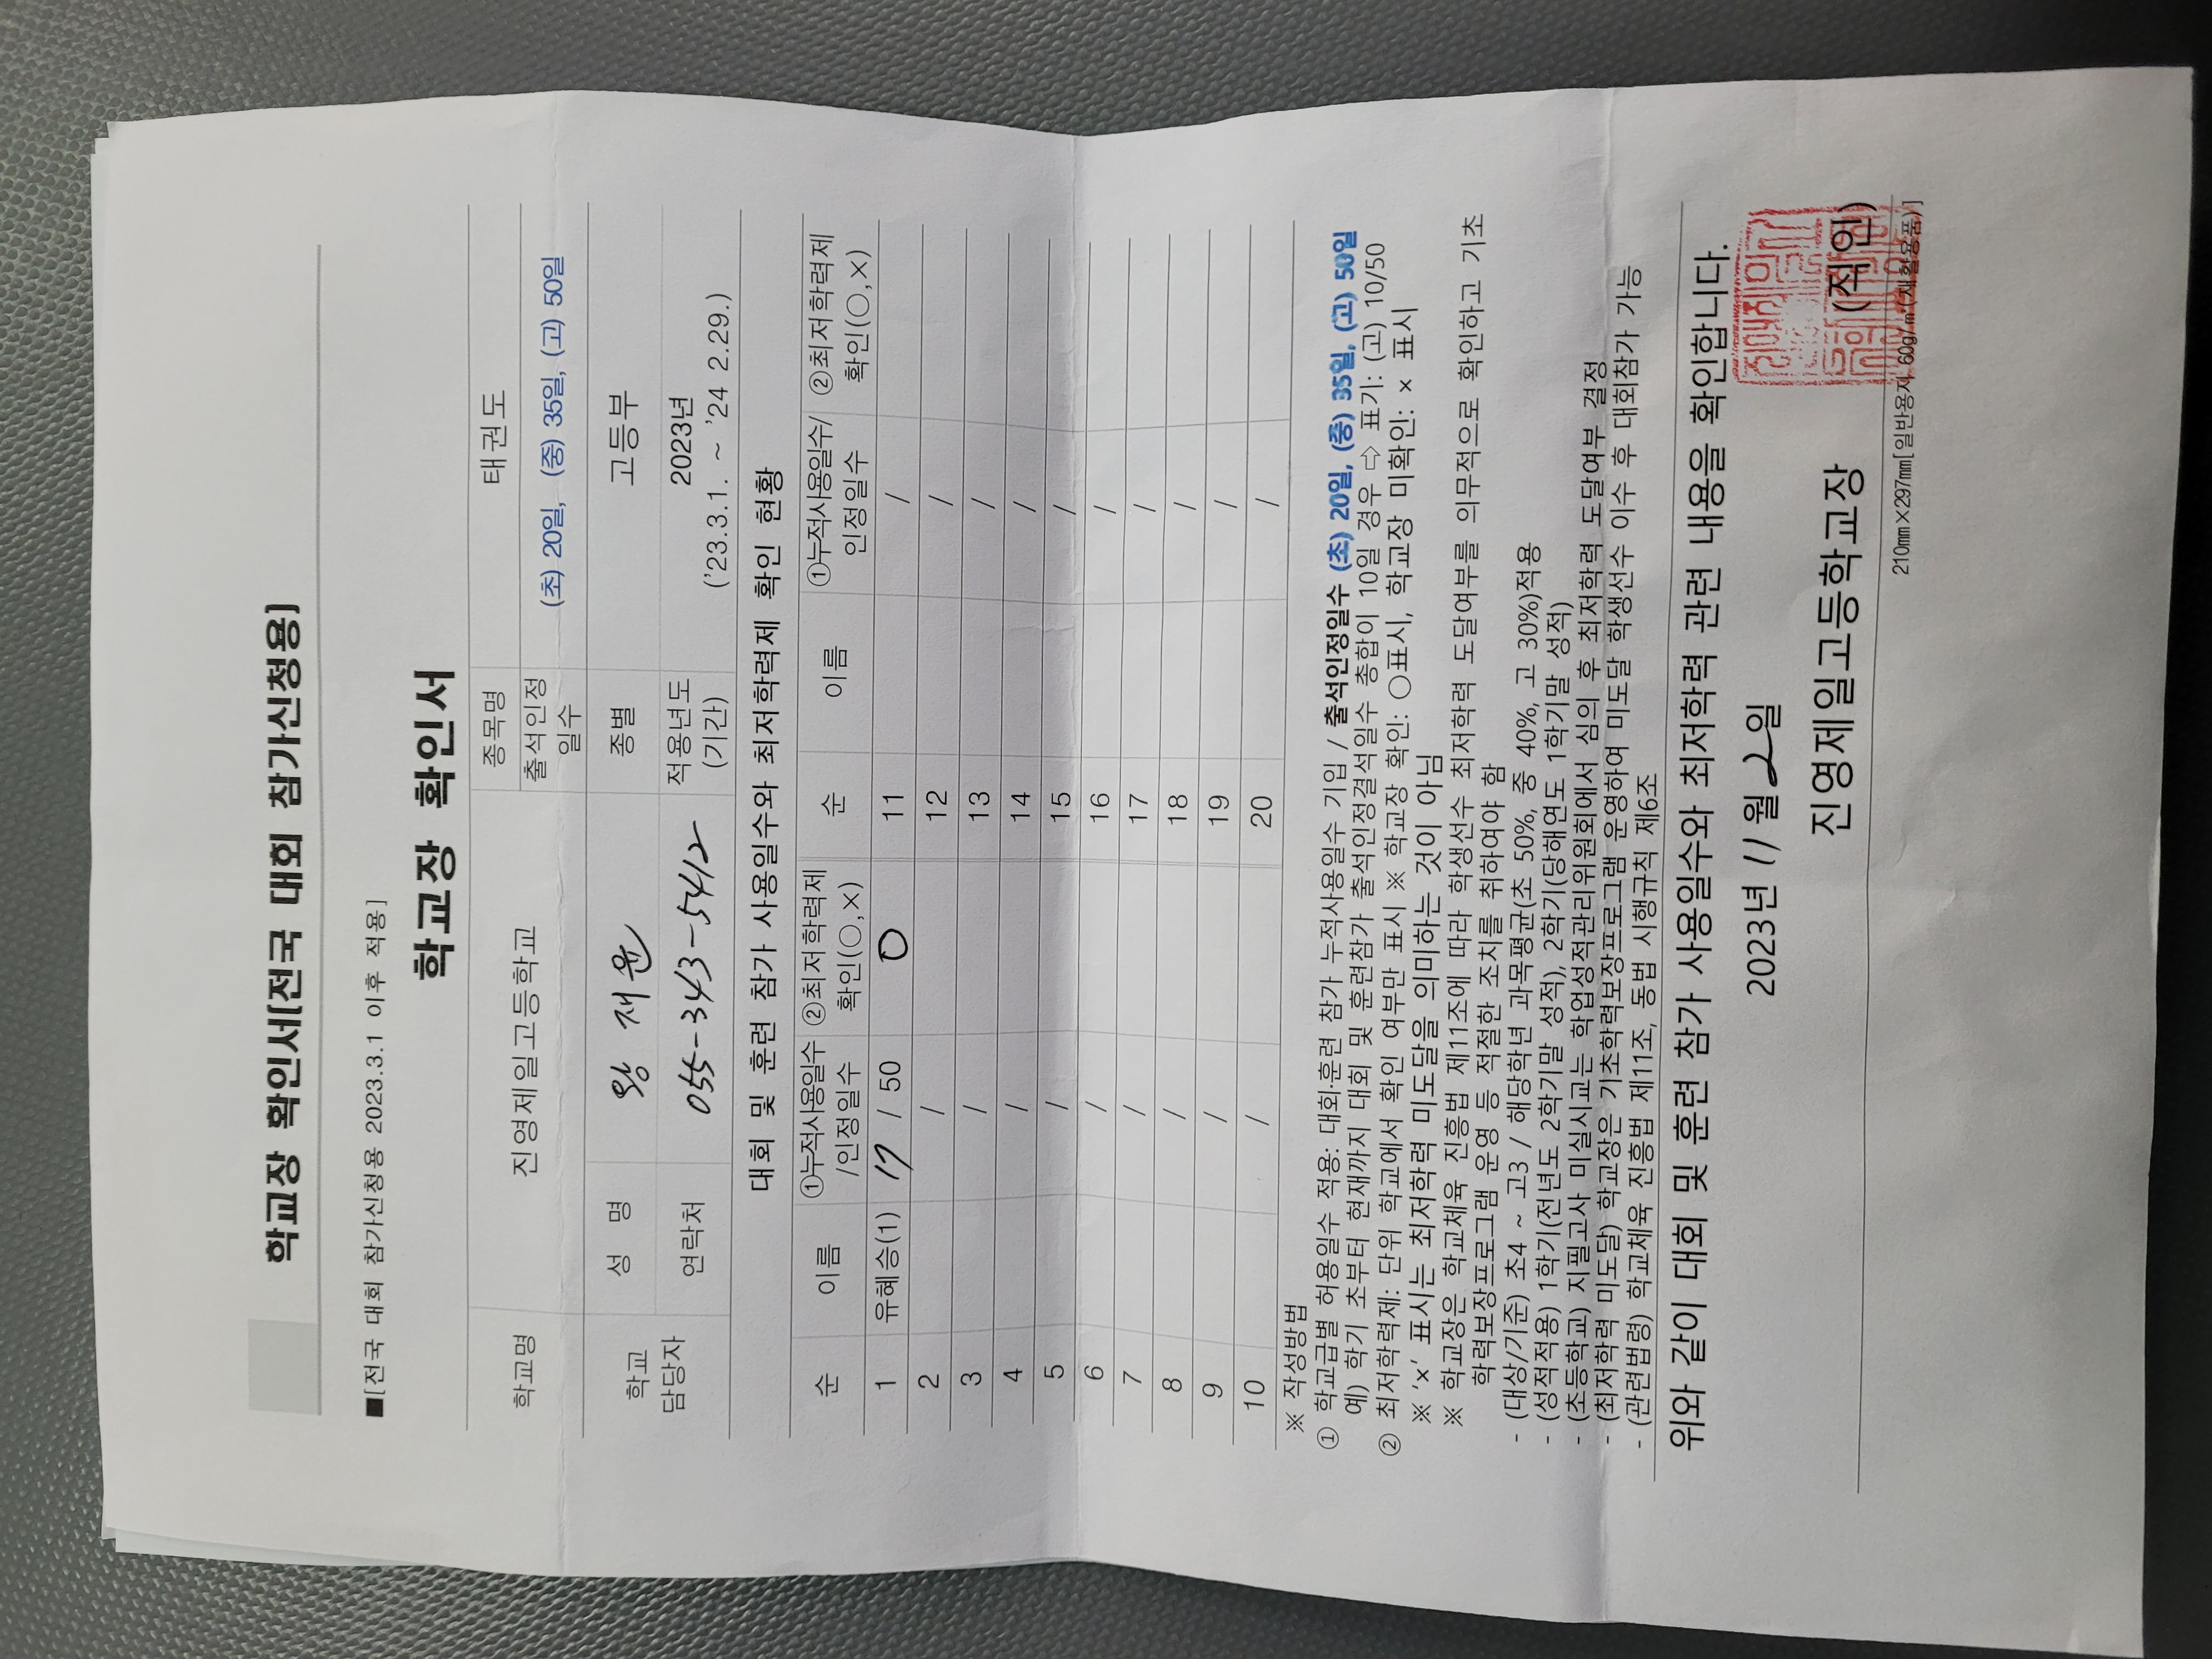 학교장 확인서[전국 대회 참가신청용]
■[전국 대회 참가신청용 2023.3.1 이후 적용]
학교장 확인서
학교명 진영제일고등학교 종목명 태권도
출석인정일수 (초) 20일, (중) 35일, (고) 50일
학교 담당자 성 명 왕재윤 종별 고등부
연락처 055-343-5412 적용년도(기간) 2023년 ('23.3.1. ~ '24 2.29.)
대회 및 훈련 참가 사용일수와 최저학력제 확인 현황
순 이름 ①누적사용일수/인정일수 ②최저학력제 확인(○,×) 순 이름 ①누적사용일수/인정일수 ②최저학력제 확인(○,×)
1 유혜승(1) 17 / 50 O 11 /
2 / 12 /
3 / 13 /
4 / 14 /
5 / 15 /
6 / 16 /
7 / 17 /
8 / 18 /
9 / 19 /
10 / 20 /
※ 작성방법
① 학교급별 허용일수 적용: 대회·훈련 참가 누적사용일수 기입 / 출석인정일수 (초) 20일, (중) 35일, (고) 50일
예) 학기 초부터 현재까지 대회 및 훈련참가 출석인정결석일수 총합이 10일 경우 ⇨ 표기: (고) 10/50
② 최저학력제: 단위 학교에서 확인 여부만 표시 ※ 학교장 확인: ○표시, 학교장 미확인: × 표시
※ '×' 표시는 최저학력 미도달을 의미하는 것이 아님
※ 학교장은 학교체육 진흥법 제11조에 따라 학생선수 최저학력 도달여부를 의무적으로 확인하고 기초
학력보장프로그램 운영 등 적절한 조치를 취하여야 함
- (대상/기준) 초4 ~ 고3 / 해당학년 과목평균(초 50%, 중 40%, 고 30%)적용
- (성적적용) 1학기(전년도 2학기말 성적), 2학기(당해연도 1학기말 성적)
- (초등학교) 지필고사 미실시교는 학업성적관리위원회에서 심의 후 최저학력 도달여부 결정
- (최저학력 미도달) 학교장은 기초학력보장프로그램 운영하여 미도달 학생선수 이수 후 대회참가 가능
- (관련법령) 학교체육 진흥법 제11조, 동법 시행규칙 제6조
위와 같이 대회 및 훈련 참가 사용일수와 최저학력 관련 내용을 확인합니다.
2023년 11월 2일
진영제일고등학교장 (직인)
210㎜×297㎜[일반용지 60g/㎡(재활용품)]